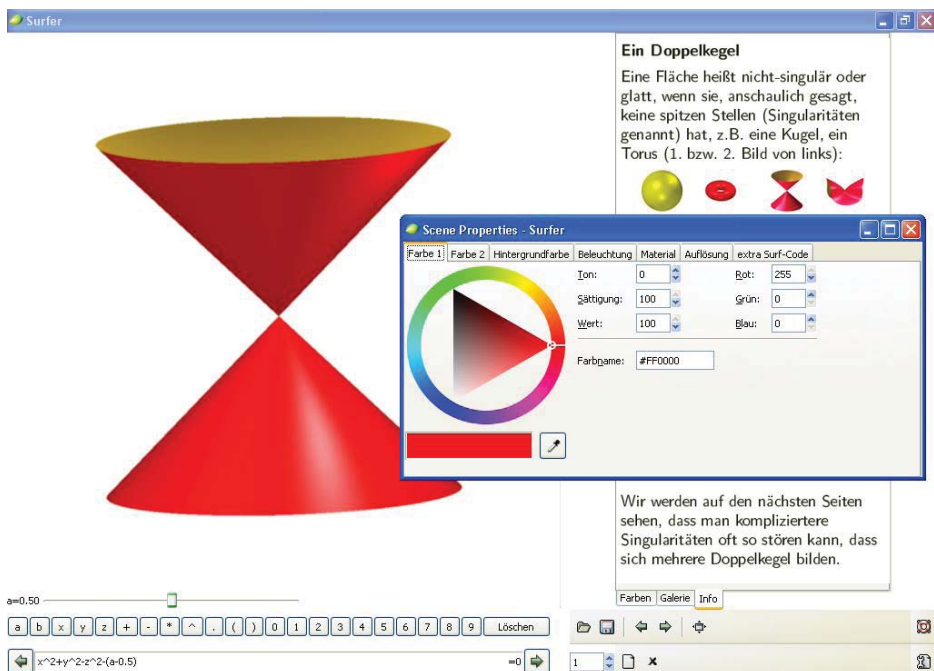 Surfer
Ein Doppelkegel
Eine Fläche heißt nicht-singulär oder
glatt, wenn sie, anschaulich gesagt,
keine spitzen Stellen (Singularitäten
genannt) hat, z.B. eine Kugel, ein
Torus (1. bzw. 2. Bild von links):
Scene Properties - Surfer
Farbe 1 Farbe 2 Hintergrundfarbe Beleuchtung Material Auflösung extra Surf-Code
Ton: 0 Rot: 255
Sättigung: 100 Grün: 0
Wert: 100 Blau: 0
Farbname: #FF0000
Wir werden auf den nächsten Seiten
sehen, dass man kompliziertere
Singularitäten oft so stören kann, dass
sich mehrere Doppelkegel bilden.
Farben Galerie Info
a=0.50
a b x y z + - * ^ . ( ) 0 1 2 3 4 5 6 7 8 9 Löschen
x^2+y^2-z^2-(a-0.5) =0
1